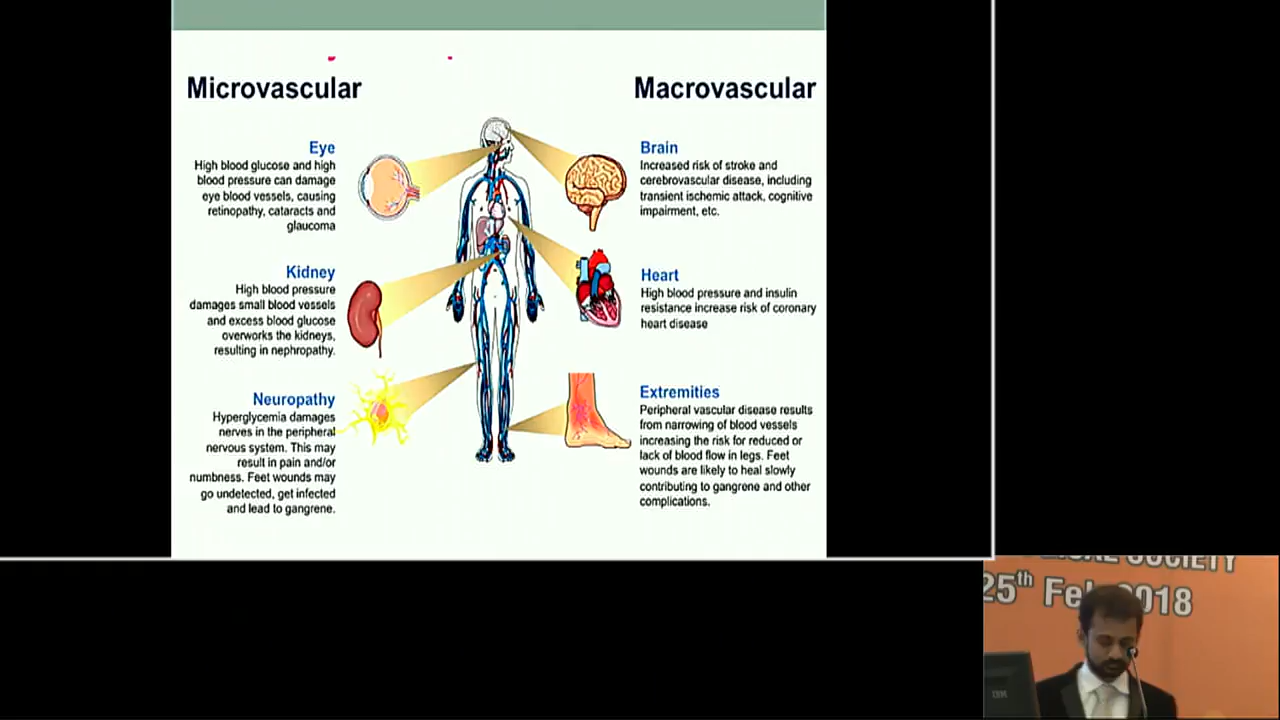 Microvascular
Eye
High blood glucose and high
blood pressure can damage
eye blood vessels, causing
retinopathy, cataracts and
glaucoma
Kidney
High blood pressure
damages small blood vessels
and excess blood glucose
overworks the kidneys,
resulting in nephropathy.
Neuropathy
Hyperglycemia damages
nerves in the peripheral
nervous system. This may
result in pain and/or
numbness. Feet wounds may
go undetected, get infected
and lead to gangrene.
Macrovascular
Brain
Increased risk of stroke and
cerebrovascular disease, including
transient ischemic attack, cognitive
impairment, etc.
Heart
High blood pressure and insulin
resistance increase risk of coronary
heart disease
Extremities
Peripheral vascular disease results
from narrowing of blood vessels
increasing the risk for reduced or
lack of blood flow in legs. Feet
wounds are likely to heal slowly
contributing to gangrene and other
complications.
SOCIETY
25th 2018
IBM